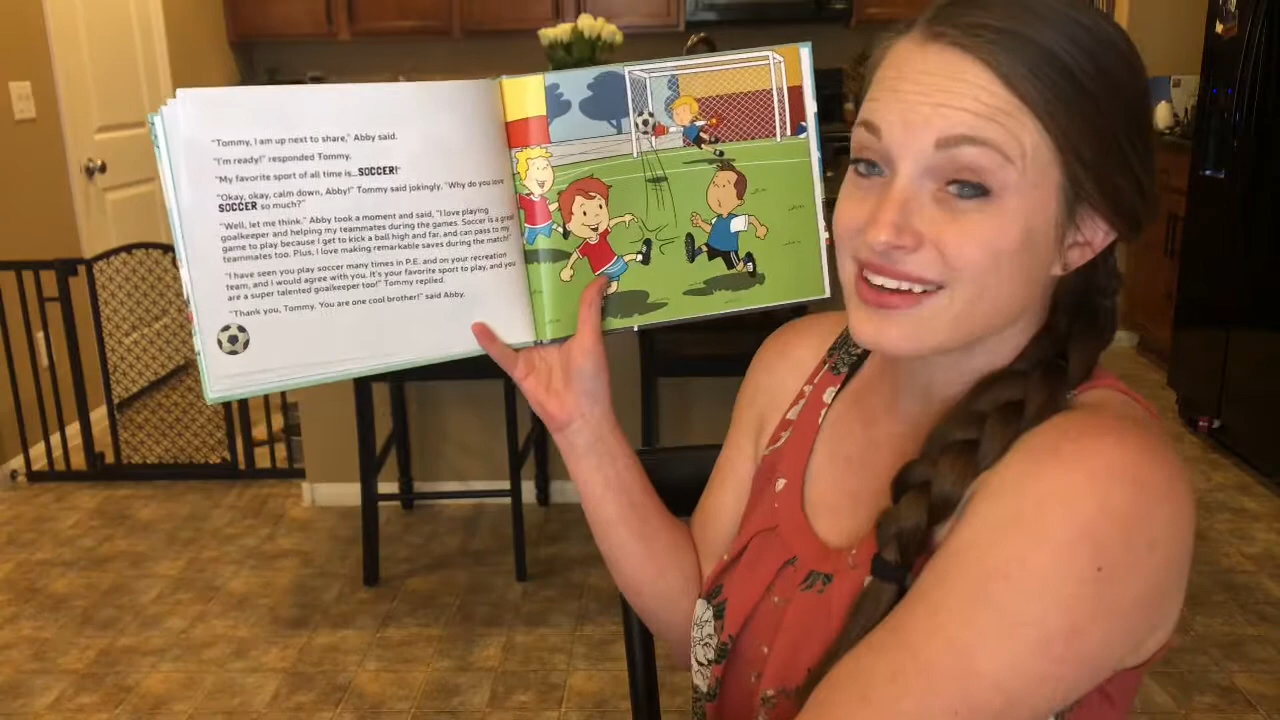 "Tommy, I am up next to share," Abby said.
"I'm ready!" responded Tommy.
"My favorite sport of all time is...SOCCER!"
"Okay, okay, calm down, Abby!" Tommy said jokingly. "Why do you love
SOCCER so much?"
"Well, let me think." Abby took a moment and said, "I love playing
goalkeeper and helping my teammates during the games. Soccer is a great
game to play because I get to kick a ball high and far, and can pass to my
teammates too. Plus, I love making remarkable saves during the match!"
"I have seen you play soccer many times in P.E. and on your recreation
team, and I would agree with you. It's your favorite sport to play, and you
are a super talented goalkeeper too!" Tommy replied.
"Thank you, Tommy. You are one cool brother!" said Abby.